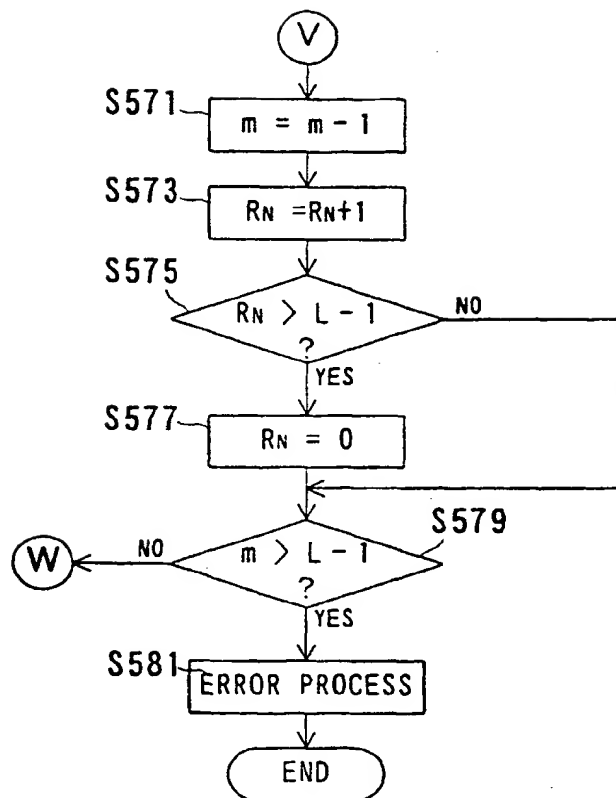 V
S571
m = m - 1
S573
RN = RN+1
S575
RN > L - 1
?
NO
YES
S577
RN = 0
S579
m > L - 1
?
NO
W
YES
S581
ERROR PROCESS
END